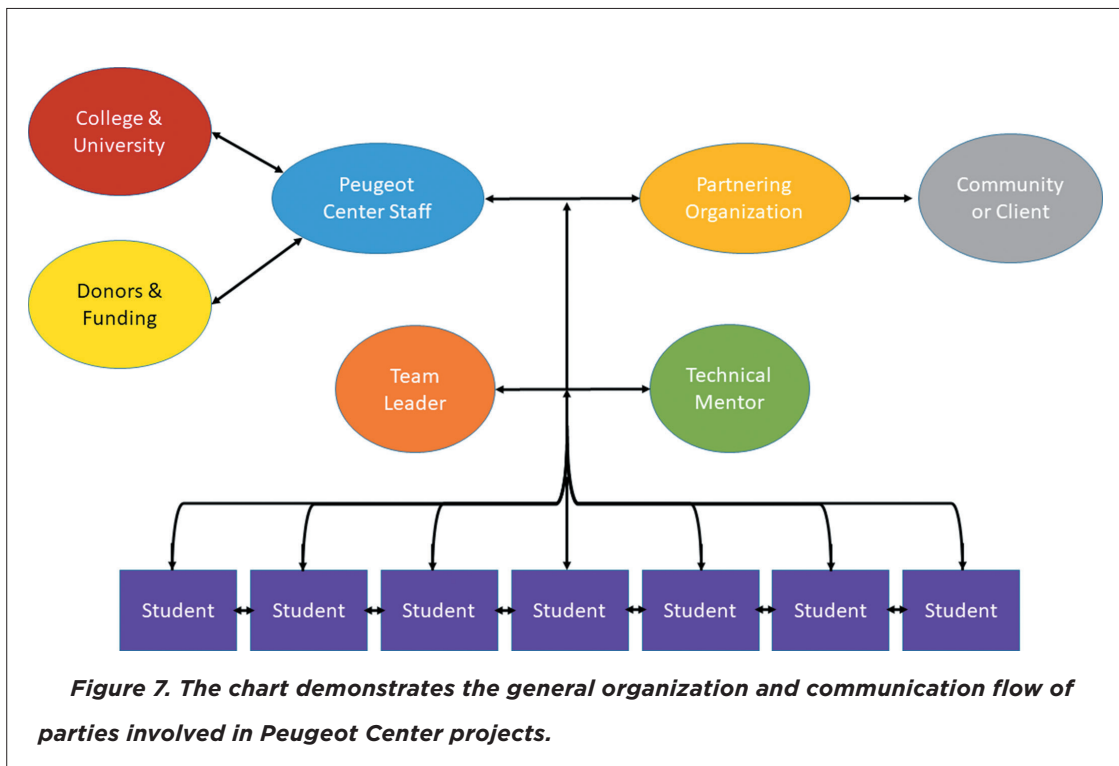 College &
University
Peugeot
Center Staff
Partnering
Organization
Community
or Client
Donors &
Funding
Team
Leader
Technical
Mentor
Student
Student
Student
Student
Student
Student
Student
Figure 7. The chart demonstrates the general organization and communication flow of
parties involved in Peugeot Center projects.